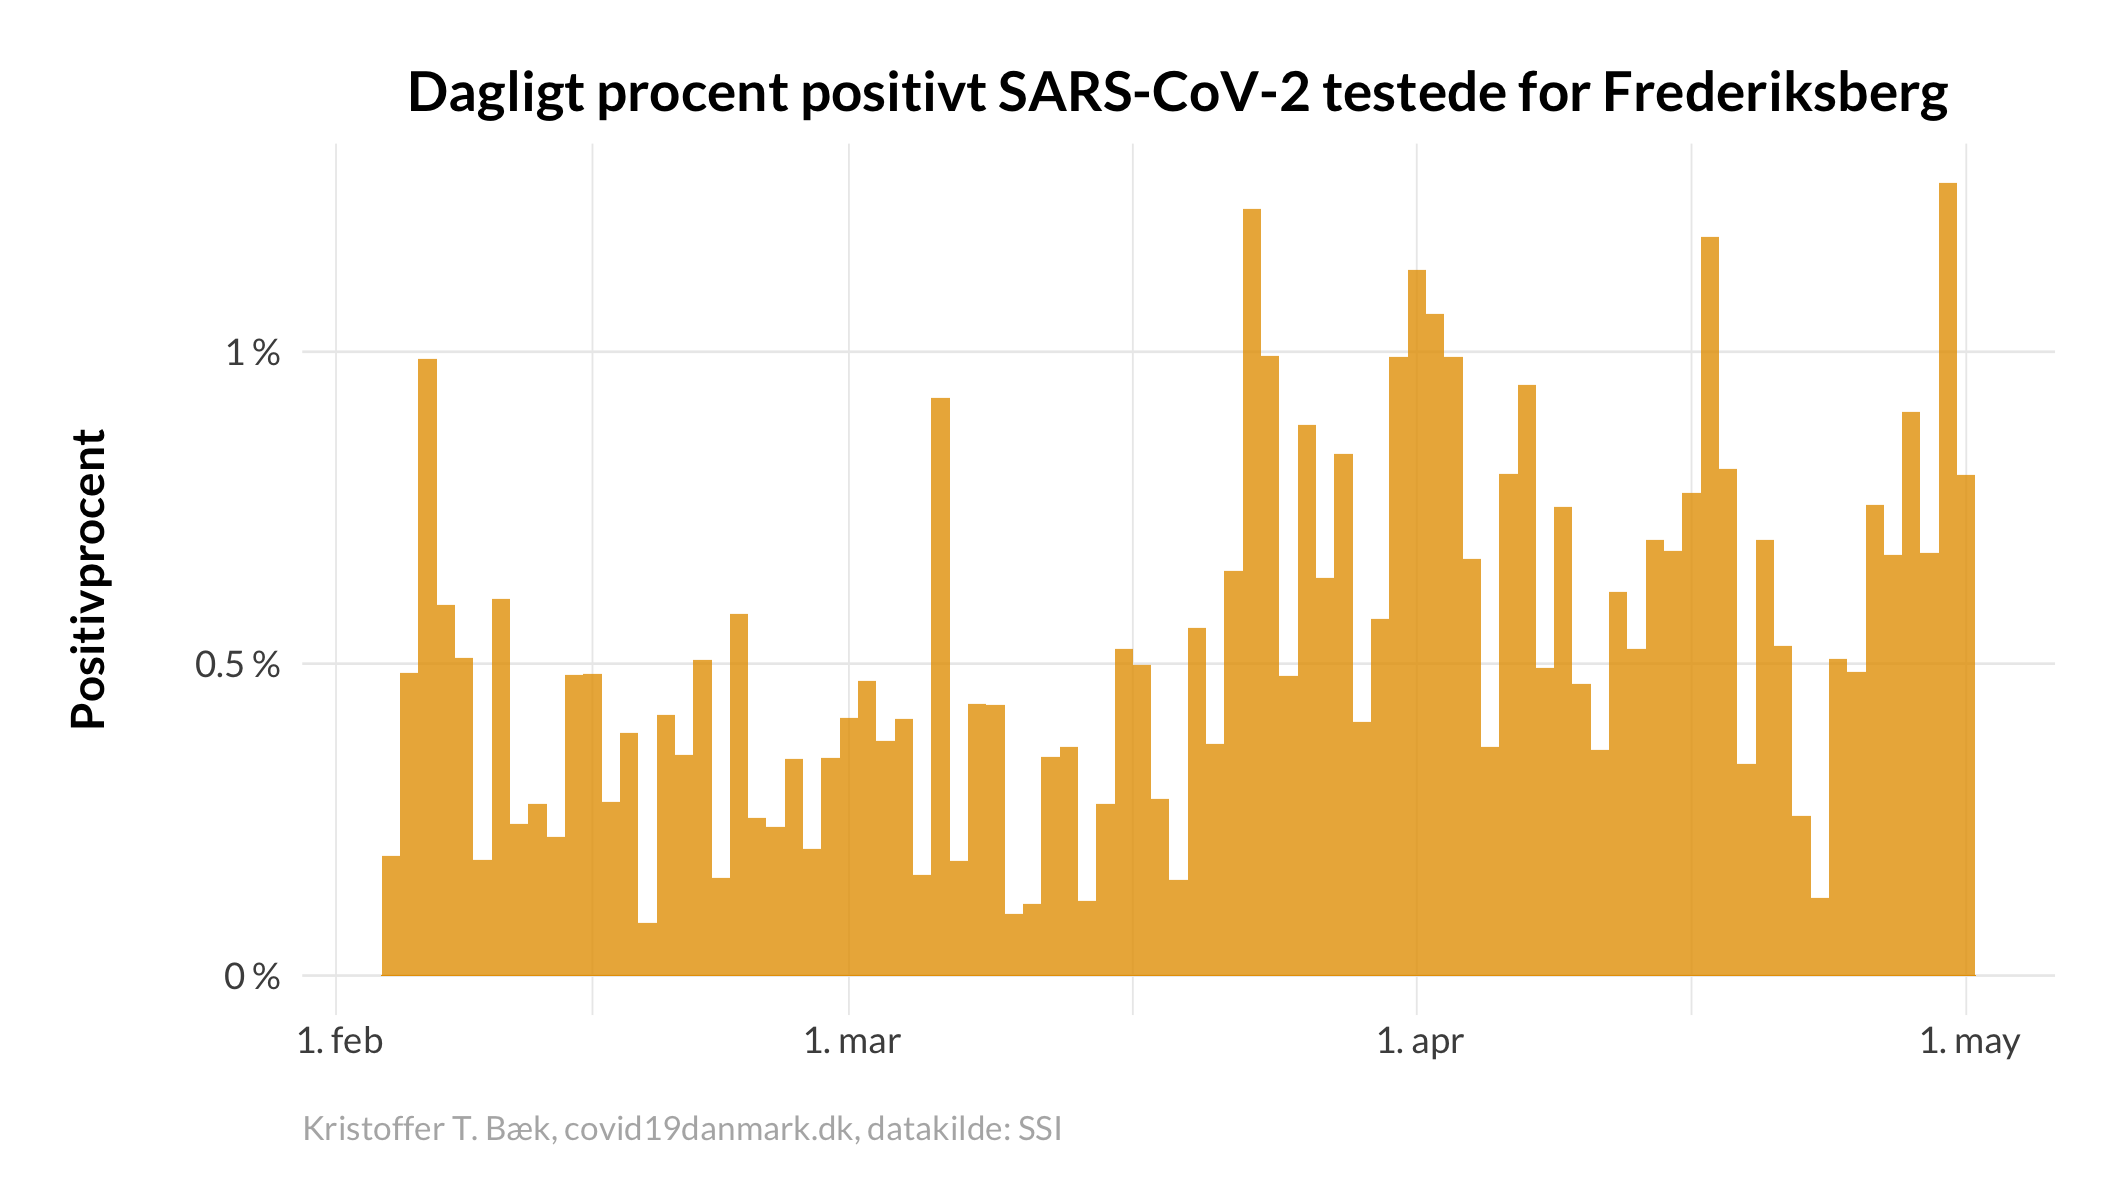 Dagligt procent positivt SARS-CoV-2 testede for Frederiksberg
Positivprocent
1 %
0.5 %
0 %
1. feb
1. mar
1. apr
1. may
Kristoffer T. Bæk, covid19danmark.dk, datakilde: SSI